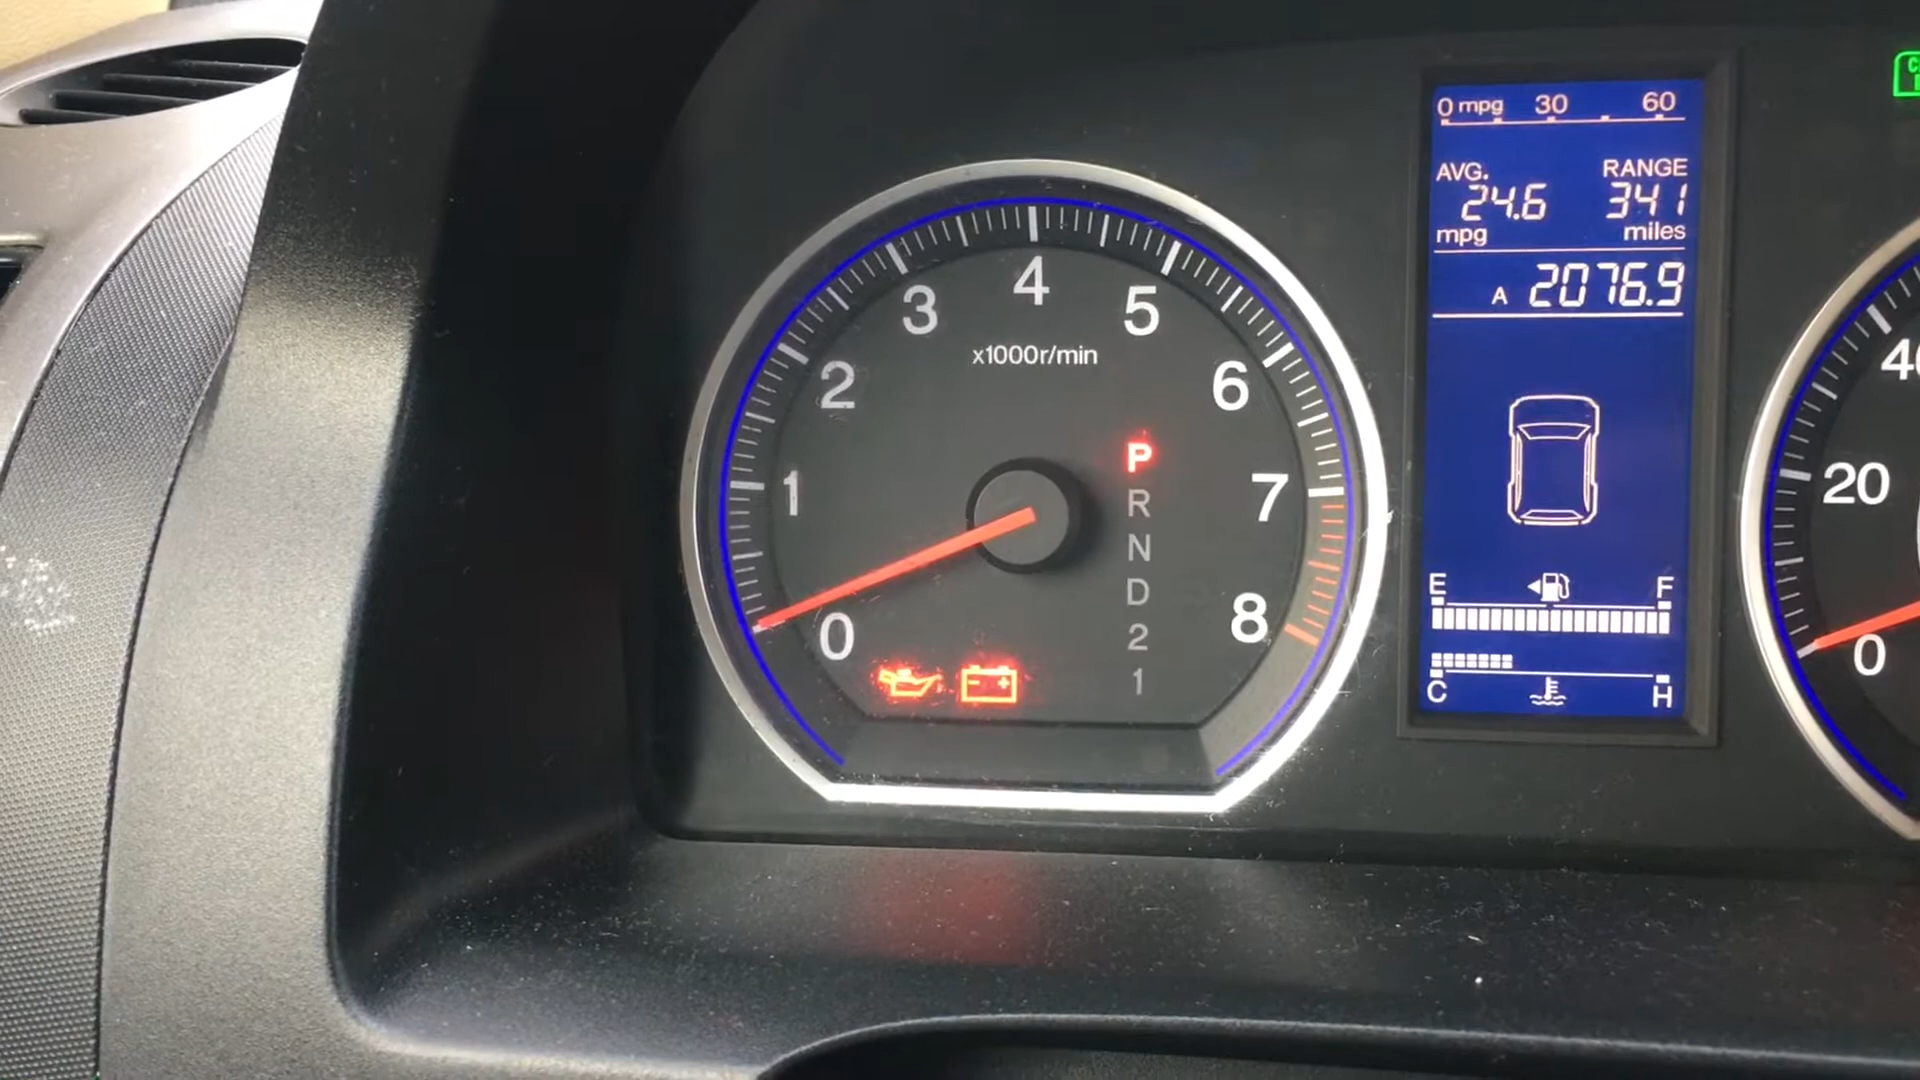 0 mpg 30 60
AVG. RANGE
24.6 341
mpg miles
A 2076.9
E F
C H
0 1 2 3 4 5 6 7 8
x1000r/min
P
R
N
D
2
1
0 20